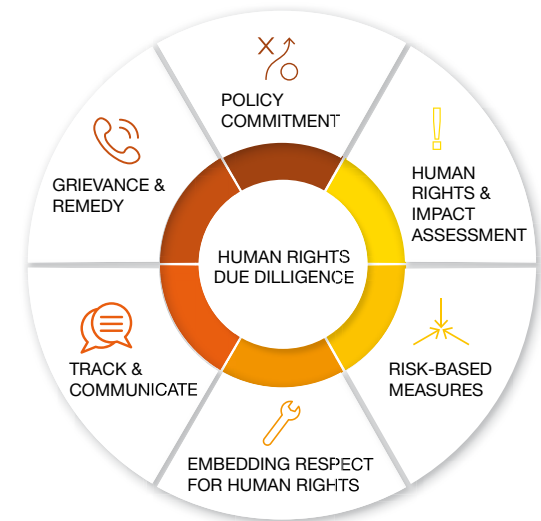 POLICY
COMMITMENT
HUMAN
RIGHTS &
IMPACT
ASSESSMENT
RISK-BASED
MEASURES
EMBEDDING RESPECT
FOR HUMAN RIGHTS
TRACK &
COMMUNICATE
GRIEVANCE &
REMEDY
HUMAN RIGHTS
DUE DILLIGENCE